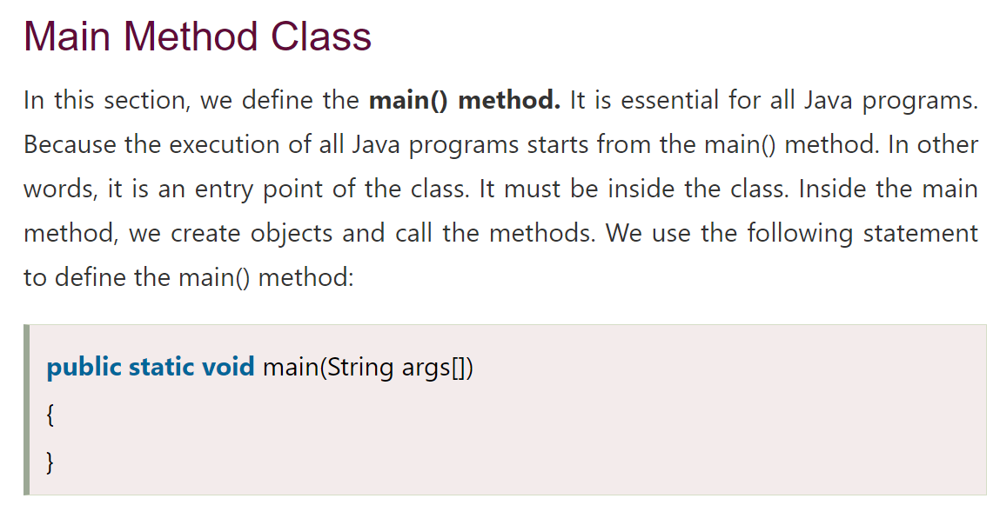 Main Method Class
In this section, we define the main() method. It is essential for all Java programs.
Because the execution of all Java programs starts from the main() method. In other
words, it is an entry point of the class. It must be inside the class. Inside the main
method, we create objects and call the methods. We use the following statement
to define the main() method:
public static void main(String args[])
{
}